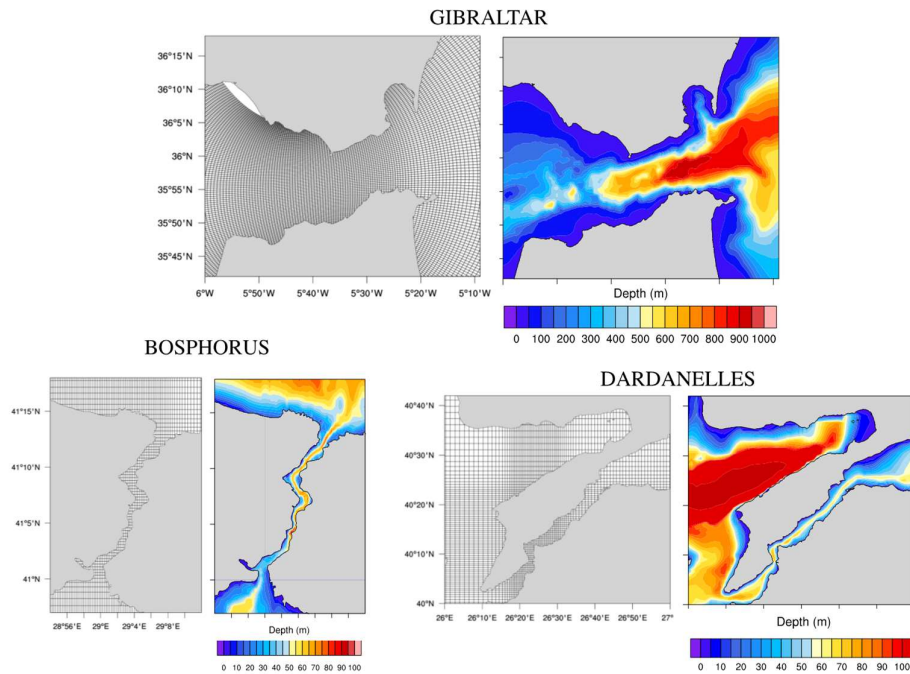 GIBRALTAR
36°15'N
36°10'N
36°5'N
36°N
35°55'N
35°50'N
35°45'N
6°W 5°50'W 5°40'W 5°30'W 5°20'W 5°10'W
Depth (m)
0 100 200 300 400 500 600 700 800 900 1000
BOSPHORUS
41°15'N
41°10'N
41°5'N
41°N
28°56'E 29°E 29°4'E 29°8'E
Depth (m)
0 10 20 30 40 50 60 70 80 90 100
DARDANELLES
40°40'N
40°30'N
40°20'N
40°10'N
40°N
26°E 26°10'E 26°20'E 26°30'E 26°40'E 26°50'E 27°
Depth (m)
0 10 20 30 40 50 60 70 80 90 100